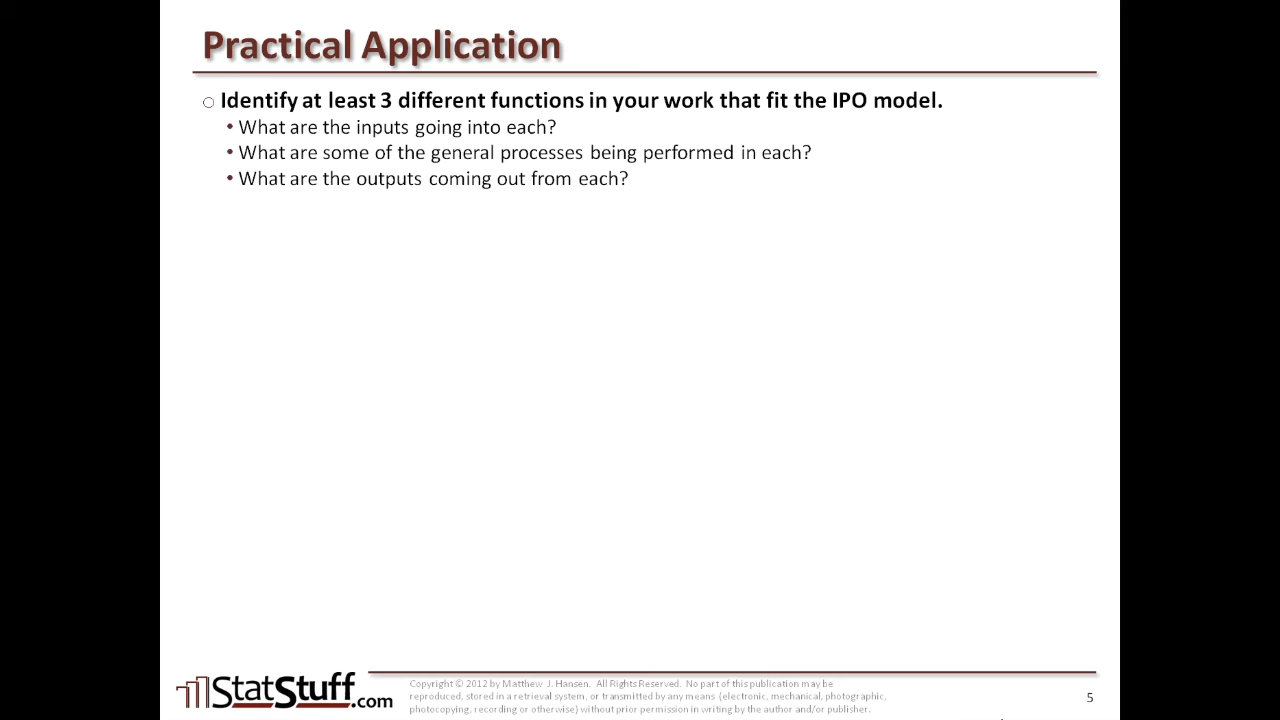 Practical Application
Identify at least 3 different functions in your work that fit the IPO model.
• What are the inputs going into each?
• What are some of the general processes being performed in each?
• What are the outputs coming out from each?
StatStuff.com
Copyright © 2012 by Matthew J. Hansen. All Rights Reserved. No part of this publication may be
reproduced, stored in a retrieval system, or transmitted by any means (electronic, mechanical, photographic,
photocopying, recording or otherwise) without prior permission in writing by the author and/or publisher.
5